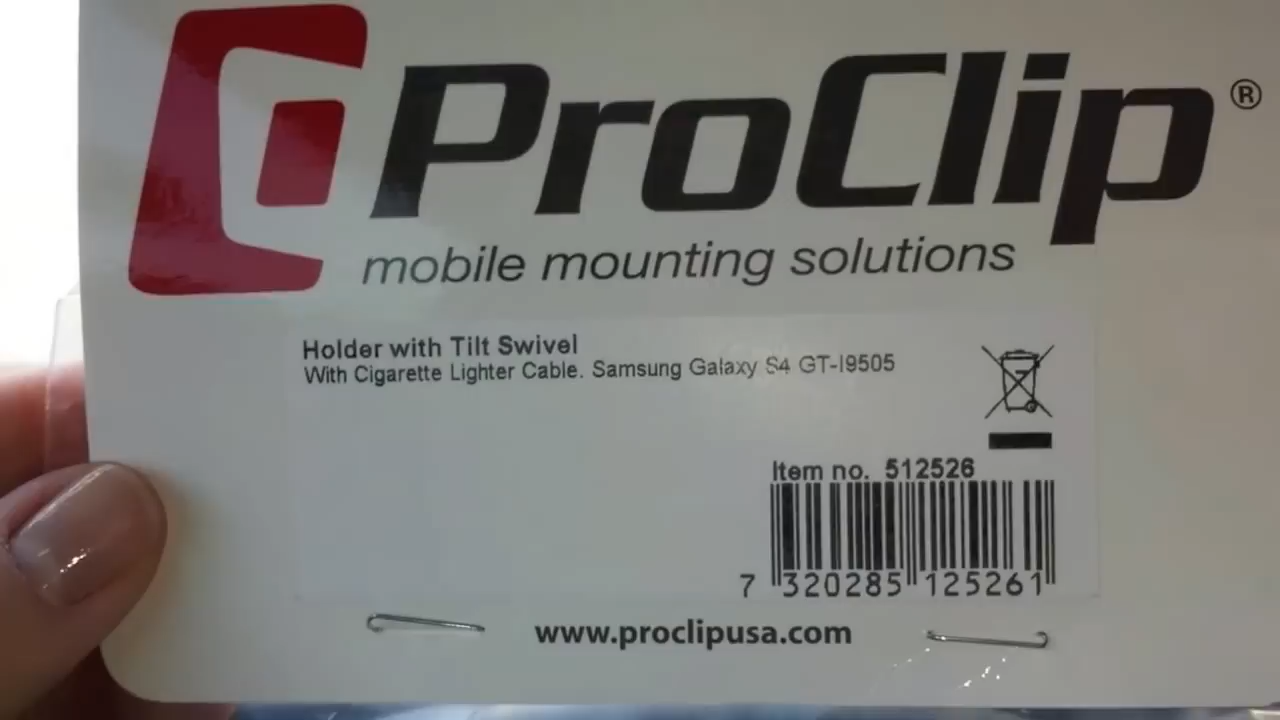 ProClip®
mobile mounting solutions
Holder with Tilt Swivel
With Cigarette Lighter Cable. Samsung Galaxy S4 GT-I9505
Item no. 512526
7 320285 125261
www.proclipusa.com